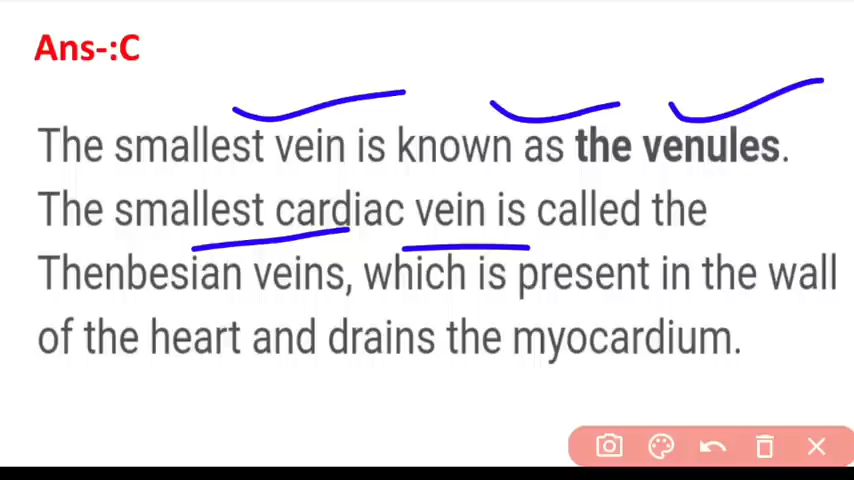 Ans-:C
The smallest vein is known as the venules.
The smallest cardiac vein is called the
Thenbesian veins, which is present in the wall
of the heart and drains the myocardium.